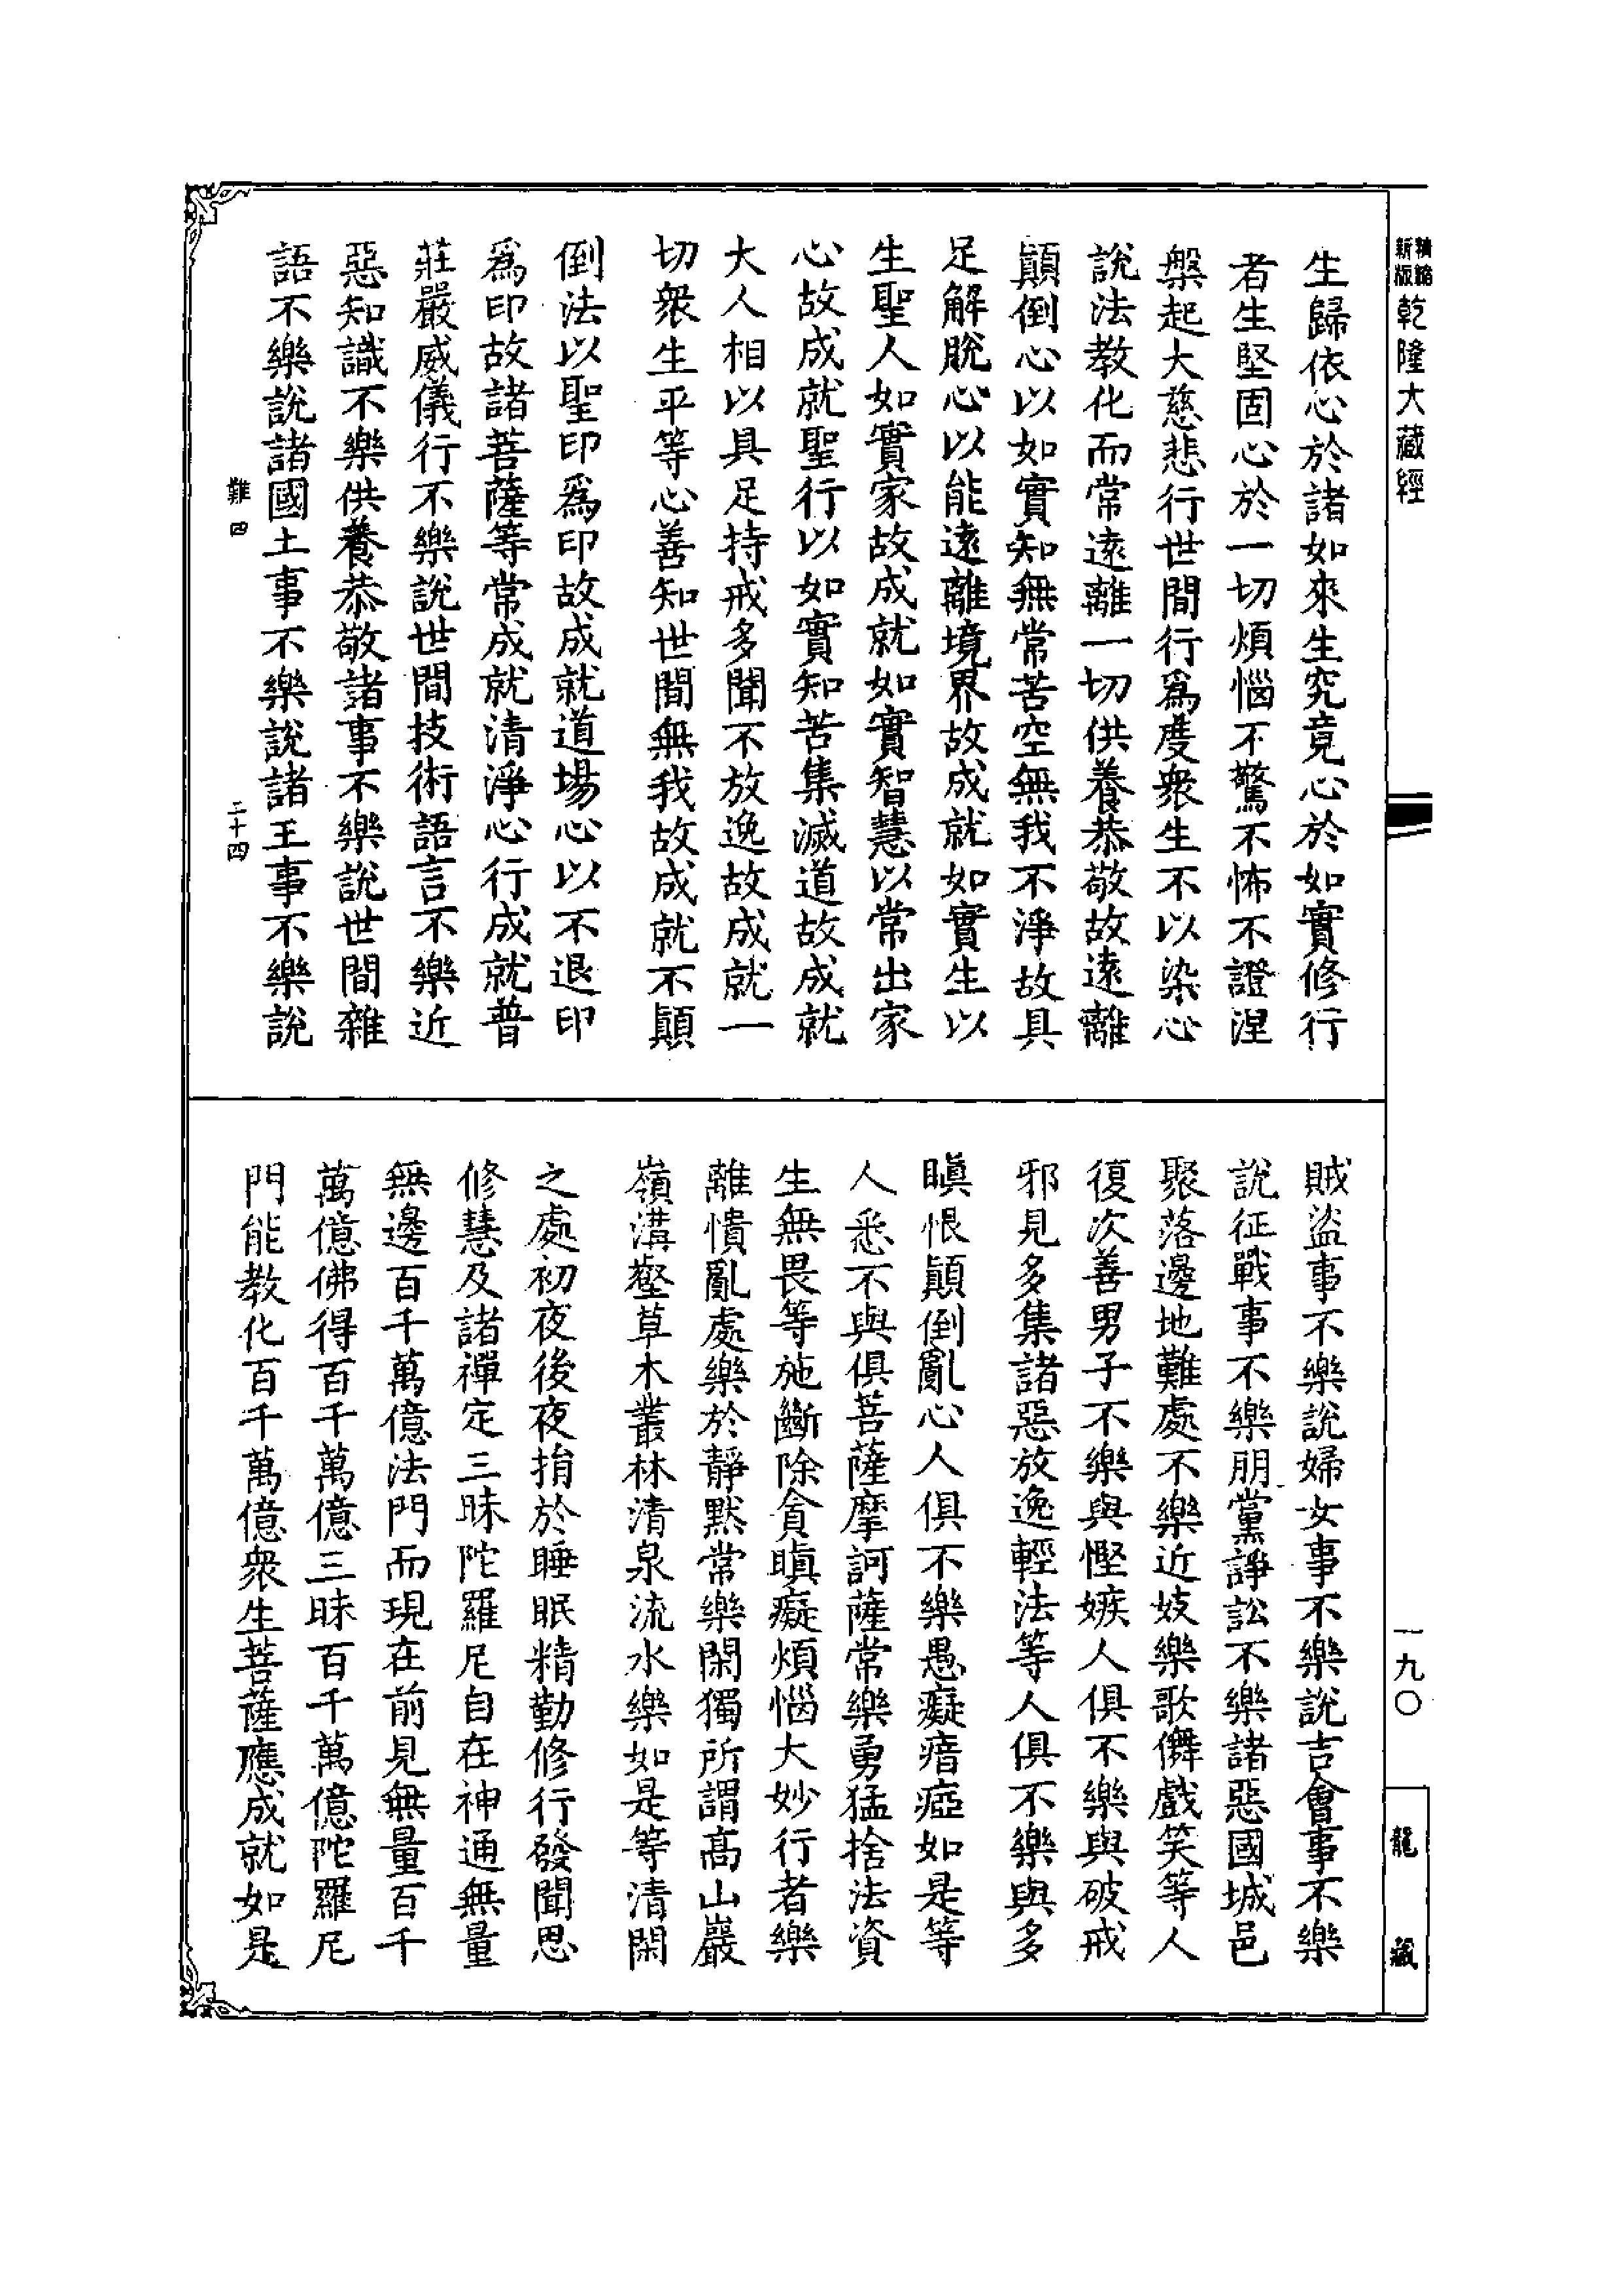 精縮新版乾隆大藏經
生歸依心於諸如來生究竟心於如實修行
者生堅固心於一切煩惱不驚不怖不證涅
槃起大慈悲行世間行爲度衆生不以染心
說法教化而常遠離一切供養恭敬故遠離
顛倒心以如實知無常苦空無我不淨故具
足解脫心以能遠離境界故成就如實生以
生聖人如實家故成就如實智慧以常出家
心故成就聖行以如實知苦集滅道故成就
大人相以具足持戒多聞不放逸故成就一
切衆生平等心善知世間無我故成就不顛
倒法以聖印爲印故成就道場心以不退印
爲印故諸菩薩等常成就清淨心行成就普
莊嚴威儀行不樂說世間技術語言不樂近
惡知識不樂供養恭敬諸事不樂說世間雜
語不樂說諸國土事不樂說諸王事不樂說
難四
二十四
賊盜事不樂說婦女事不樂說吉會事不樂
說征戰事不樂朋黨諍訟不樂諸惡國城邑
聚落邊地難處不樂近妓樂歌儛戲笑等人
復次善男子不樂與慳嫉人俱不樂與破戒
邪見多集諸惡放逸輕法等人俱不樂與多
瞋恨顛倒亂心人俱不樂愚癡瘖瘂如是等
人悉不與俱菩薩摩訶薩常樂勇猛捨法資
生無畏等施斷除貪瞋癡煩惱大妙行者樂
離憒亂處樂於靜默常樂閑獨所謂高山巖
嶺溝壑草木叢林清泉流水樂如是等清閑
之處初夜後夜捐於睡眠精勤修行發聞思
修慧及諸禪定三昧陀羅尼自在神通無量
無邊百千萬億法門而現在前見無量百千
萬億佛得百千萬億三昧百千萬億陀羅尼
門能教化百千萬億衆生菩薩應成就如是
一九〇
龍藏